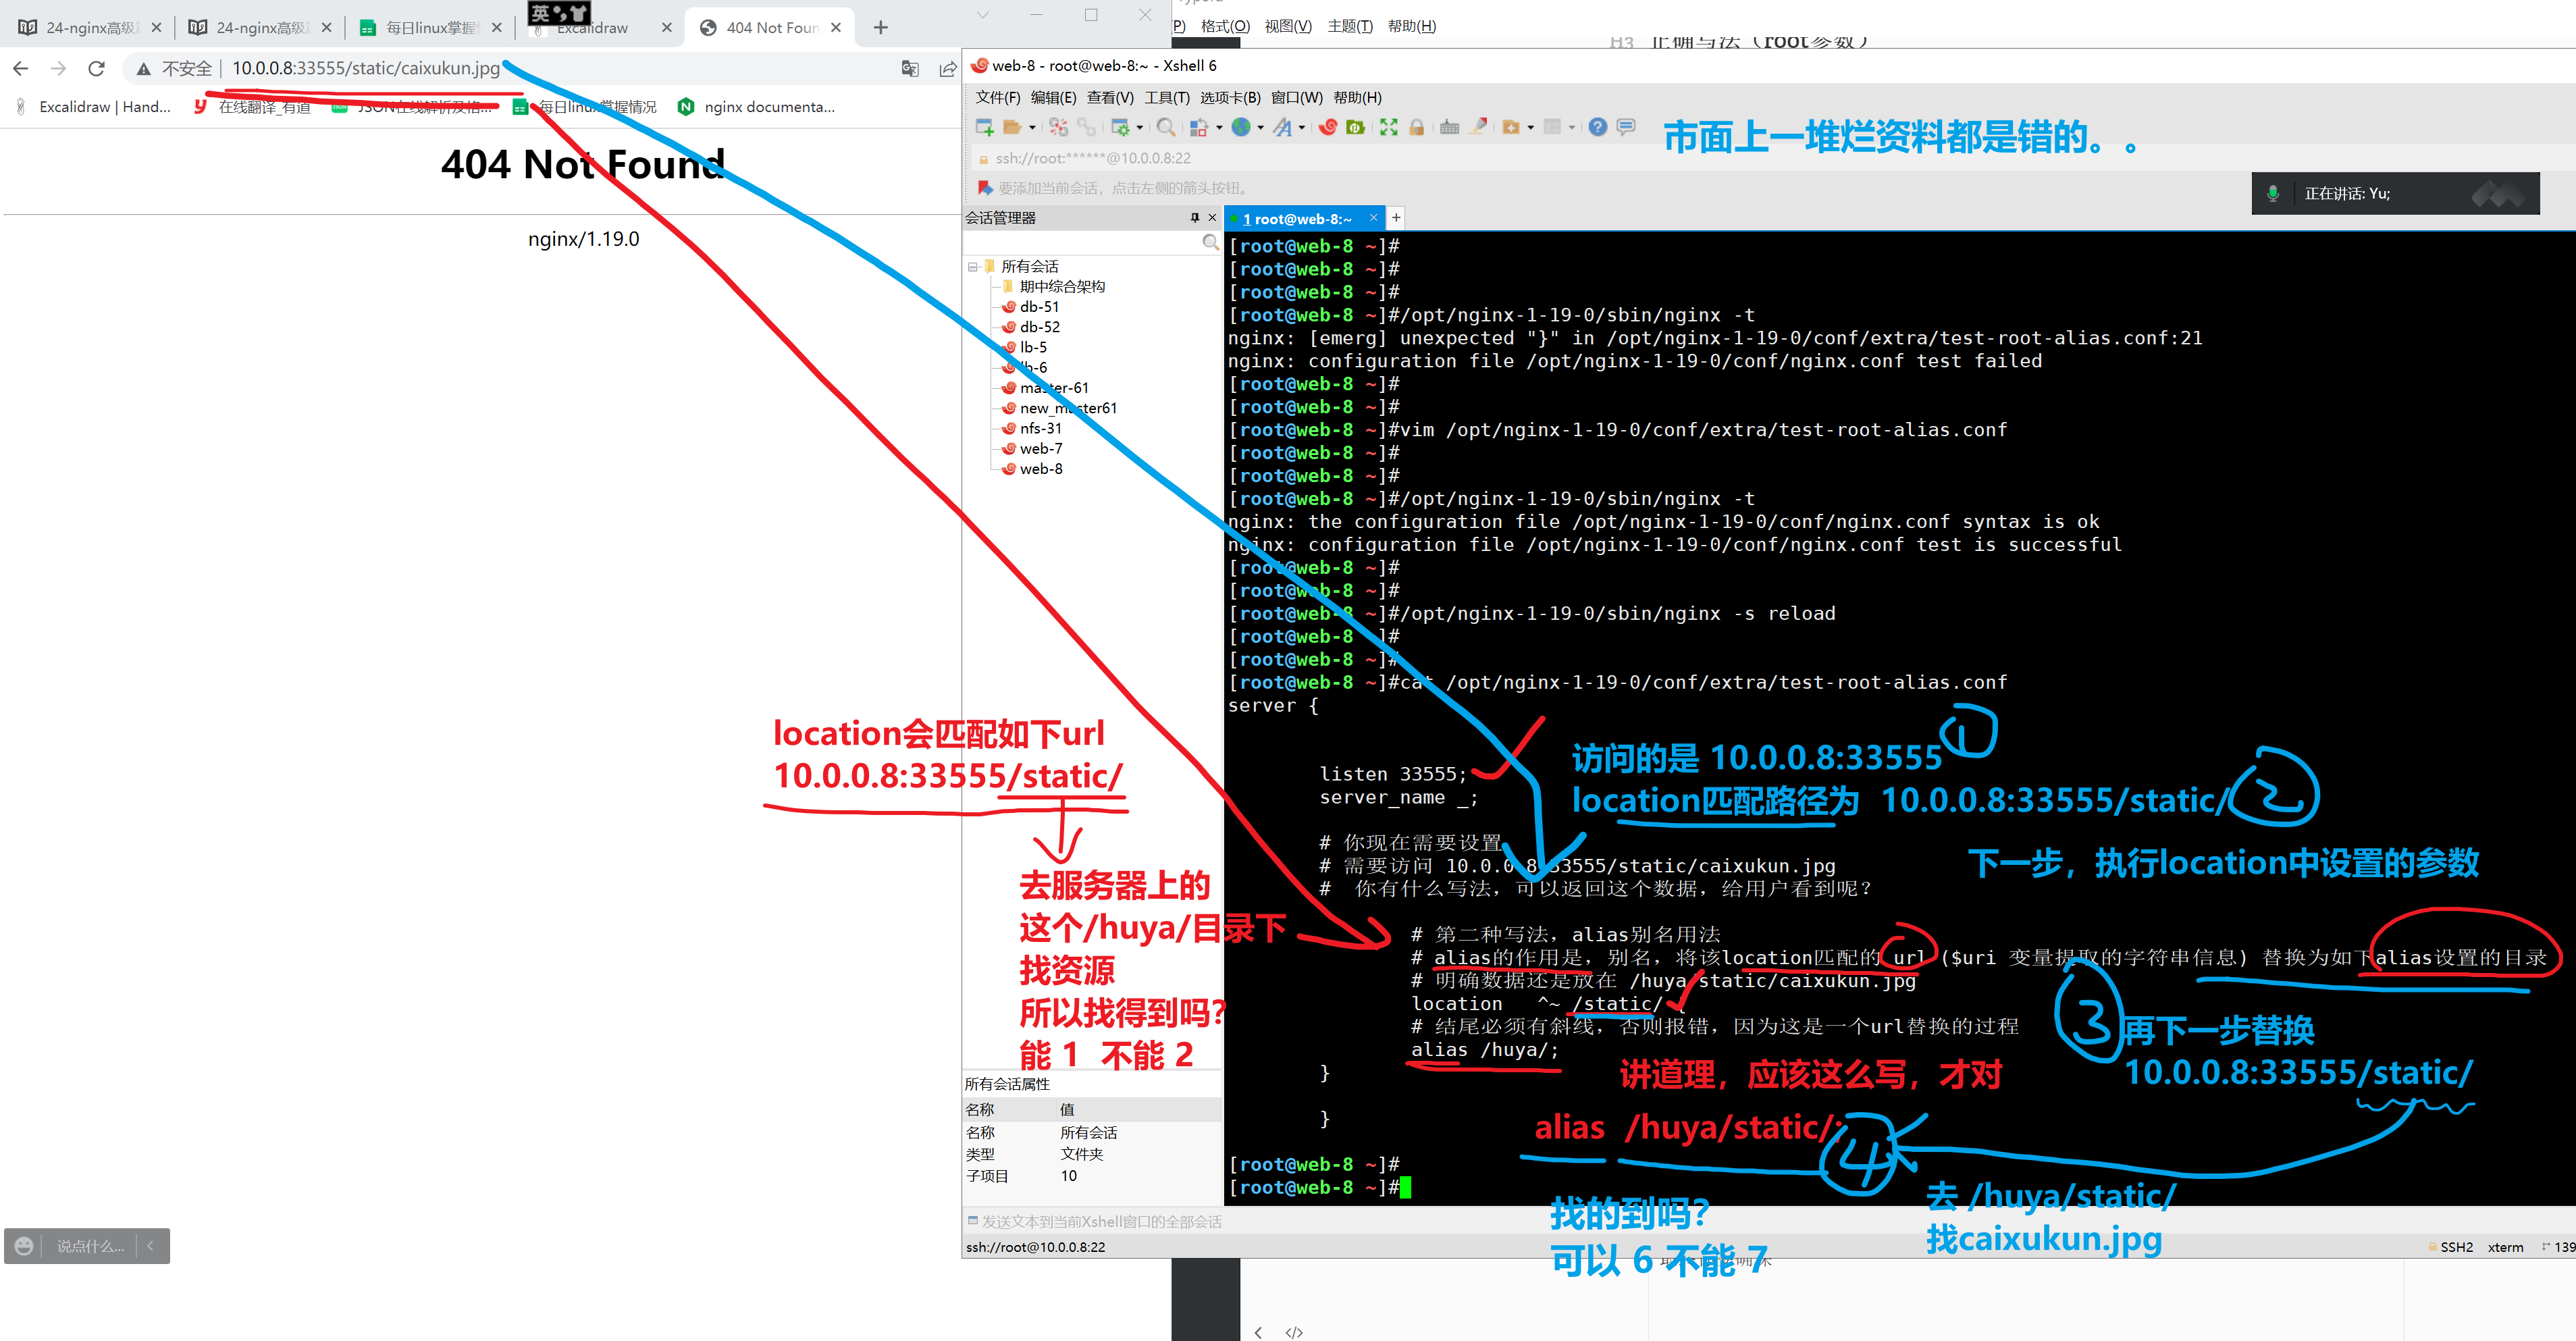 24-nginx高级
24-nginx高级
每日linux掌握
Excalidraw
404 Not Foun
英
不安全
10.0.0.8:33555/static/caixukun.jpg
Excalidraw | Hand...
在线翻译_有道
JSON在线解析及格...
每日linux掌握情况
nginx documenta...
404 Not Found
nginx/1.19.0
格式(O) 视图(V) 主题(T) 帮助(H)
H3 正确写法（root参数）
web-8 - root@web-8:~ - Xshell 6
文件(F) 编辑(E) 查看(V) 工具(T) 选项卡(B) 窗口(W) 帮助(H)
市面上一堆烂资料都是错的。。
ssh://root:******@10.0.0.8:22
要添加当前会话，点击左侧的箭头按钮。
正在讲话: Yu;
会话管理器
1 root@web-8:~
所有会话
期中综合架构
db-51
db-52
lb-5
lb-6
master-61
new_master61
nfs-31
web-7
web-8
[root@web-8 ~]#
[root@web-8 ~]#
[root@web-8 ~]#
[root@web-8 ~]#/opt/nginx-1-19-0/sbin/nginx -t
nginx: [emerg] unexpected "}" in /opt/nginx-1-19-0/conf/extra/test-root-alias.conf:21
nginx: configuration file /opt/nginx-1-19-0/conf/nginx.conf test failed
[root@web-8 ~]#
[root@web-8 ~]#
[root@web-8 ~]#vim /opt/nginx-1-19-0/conf/extra/test-root-alias.conf
[root@web-8 ~]#
[root@web-8 ~]#
[root@web-8 ~]#/opt/nginx-1-19-0/sbin/nginx -t
nginx: the configuration file /opt/nginx-1-19-0/conf/nginx.conf syntax is ok
nginx: configuration file /opt/nginx-1-19-0/conf/nginx.conf test is successful
[root@web-8 ~]#
[root@web-8 ~]#
[root@web-8 ~]#/opt/nginx-1-19-0/sbin/nginx -s reload
[root@web-8 ~]#
[root@web-8 ~]#
[root@web-8 ~]#cat /opt/nginx-1-19-0/conf/extra/test-root-alias.conf
server {
listen 33555;
server_name _;
# 你现在需要设置
# 需要访问 10.0.0.8:33555/static/caixukun.jpg
# 你有什么写法，可以返回这个数据，给用户看到呢？
# 第二种写法，alias别名用法
# alias的作用是，别名，将该location匹配的 url ($uri 变量提取的字符串信息) 替换为如下alias设置的目录
# 明确数据还是放在 /huya/static/caixukun.jpg
location ^~ /static/ {
# 结尾必须有斜线，否则报错，因为这是一个url替换的过程
alias /huya/;
}
}
[root@web-8 ~]#
[root@web-8 ~]#
location会匹配如下url
10.0.0.8:33555/static/
去服务器上的
这个/huya/目录下
找资源
所以找得到吗？
能 1 不能 2
访问的是 10.0.0.8:33555
1
location匹配路径为 10.0.0.8:33555/static/
2
下一步，执行location中设置的参数
3
再下一步替换
10.0.0.8:33555/static/
讲道理，应该这么写，才对
alias /huya/static/;
4
去 /huya/static/
找caixukun.jpg
找的到吗？
可以 6 不能 7
所有会话属性
名称 值
名称 所有会话
类型 文件夹
子项目 10
发送文本到当前Xshell窗口的全部会话
ssh://root@10.0.0.8:22
SSH2 xterm 139
说点什么...